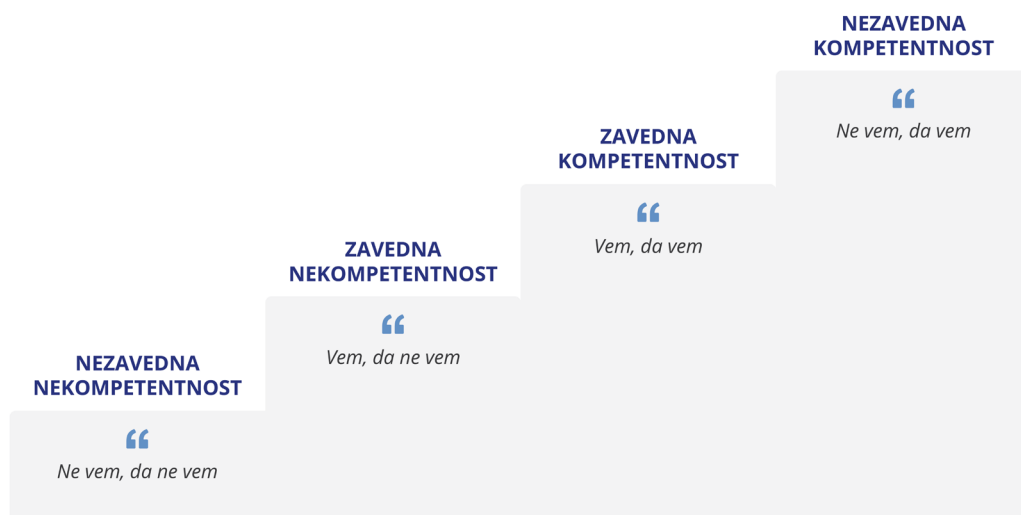 NEZAVEDNA
KOMPETENTNOST
“
Ne vem, da vem
ZAVEDNA
KOMPETENTNOST
“
Vem, da vem
ZAVEDNA
NEKOMPETENTNOST
“
Vem, da ne vem
NEZAVEDNA
NEKOMPETENTNOST
“
Ne vem, da ne vem